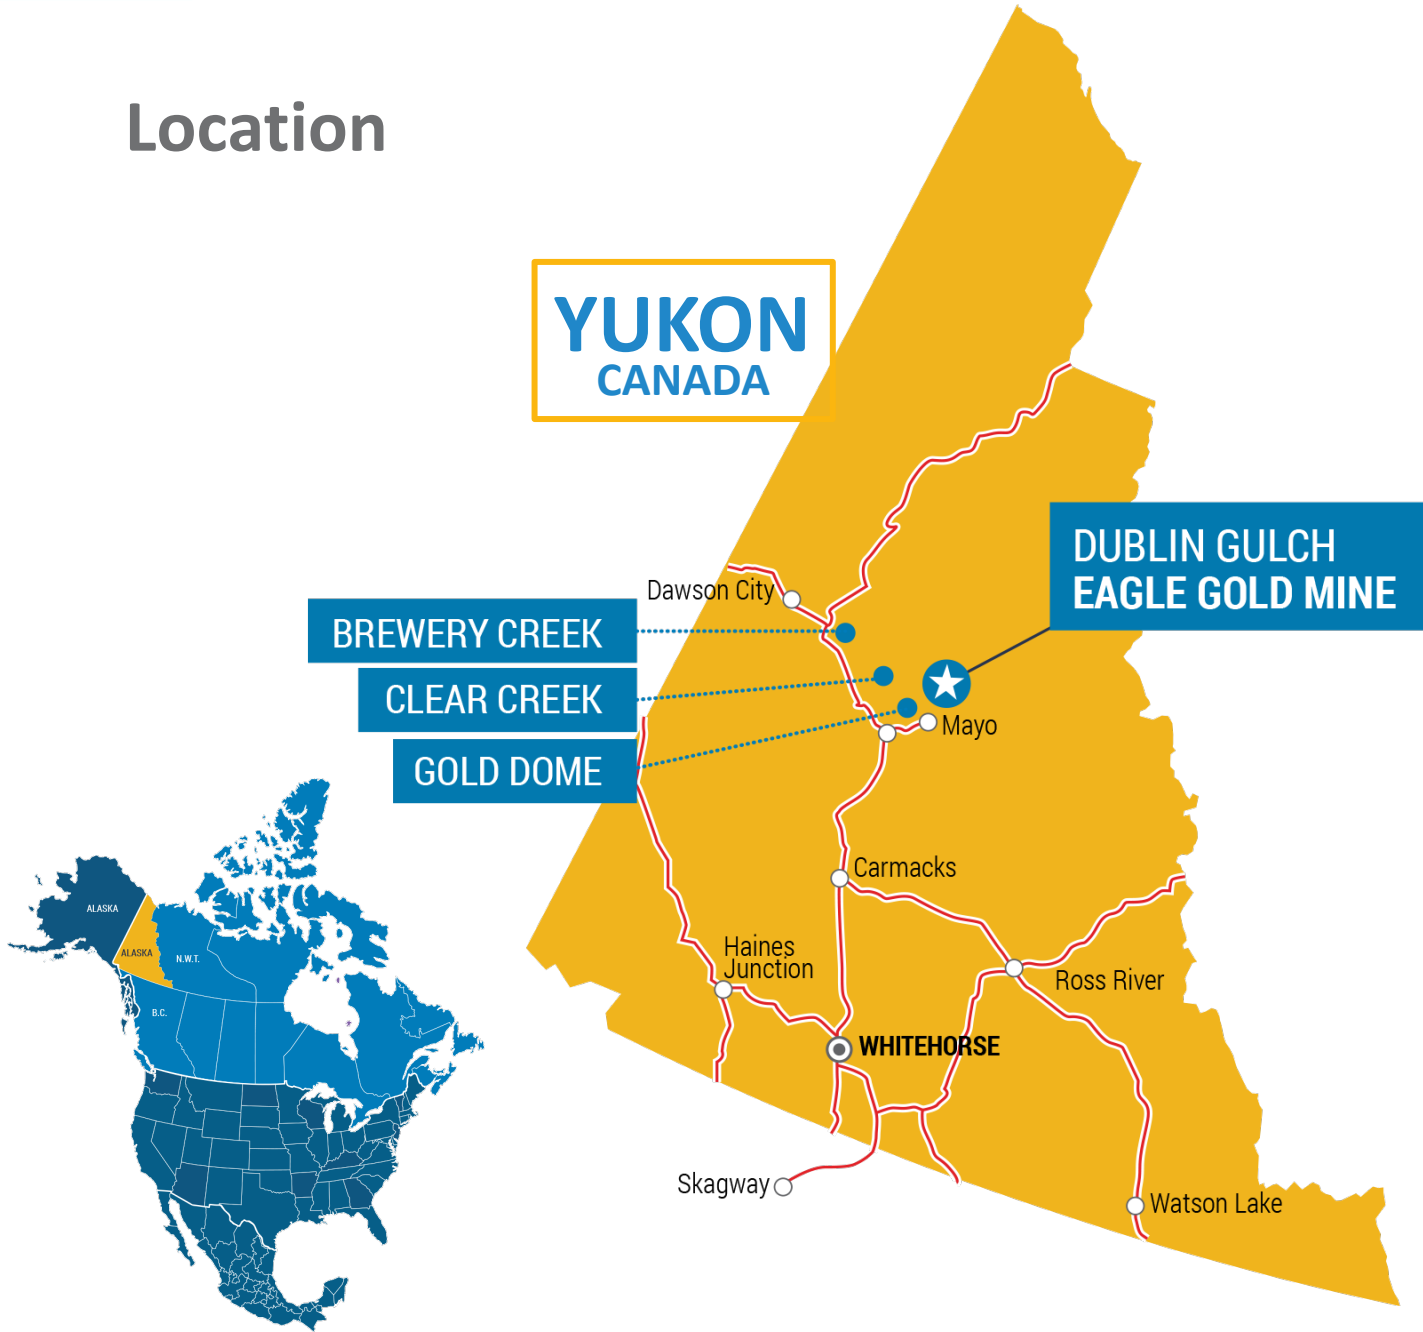 Location
YUKON
CANADA
DUBLIN GULCH
EAGLE GOLD MINE
Dawson City
BREWERY CREEK
CLEAR CREEK
GOLD DOME
Mayo
Carmacks
Haines
Junction
Ross River
WHITEHORSE
Skagway
Watson Lake
ALASKA
ALASKA
N.W.T.
B.C.